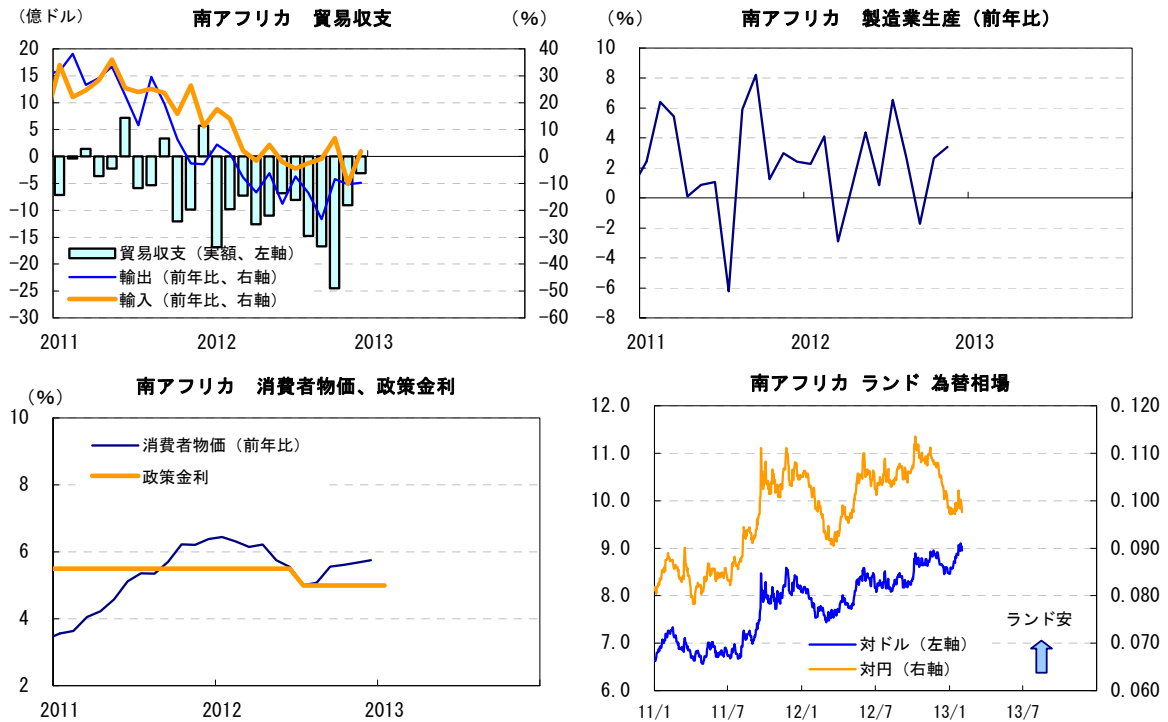 (億ドル) 南アフリカ 貿易収支 (%)
20 40
15 30
10 20
5 10
0 0
-5 -10
-10 -20
-15 -30
-20 -40
-25 -50
-30 -60
貿易収支（実額、左軸）
輸出（前年比、右軸）
輸入（前年比、右軸）
2011 2012 2013
(%) 南アフリカ 製造業生産（前年比）
10
8
6
4
2
0
-2
-4
-6
-8
2011 2012 2013
(%) 南アフリカ 消費者物価、政策金利
10
8
6
4
2
消費者物価（前年比）
政策金利
2011 2012 2013
南アフリカ ランド 為替相場
12.0 0.120
11.0 0.110
10.0 0.100
9.0 0.090
8.0 0.080
7.0 0.070
6.0 0.060
ランド安
対ドル（左軸）
対円（右軸）
11/1 11/7 12/1 12/7 13/1 13/7